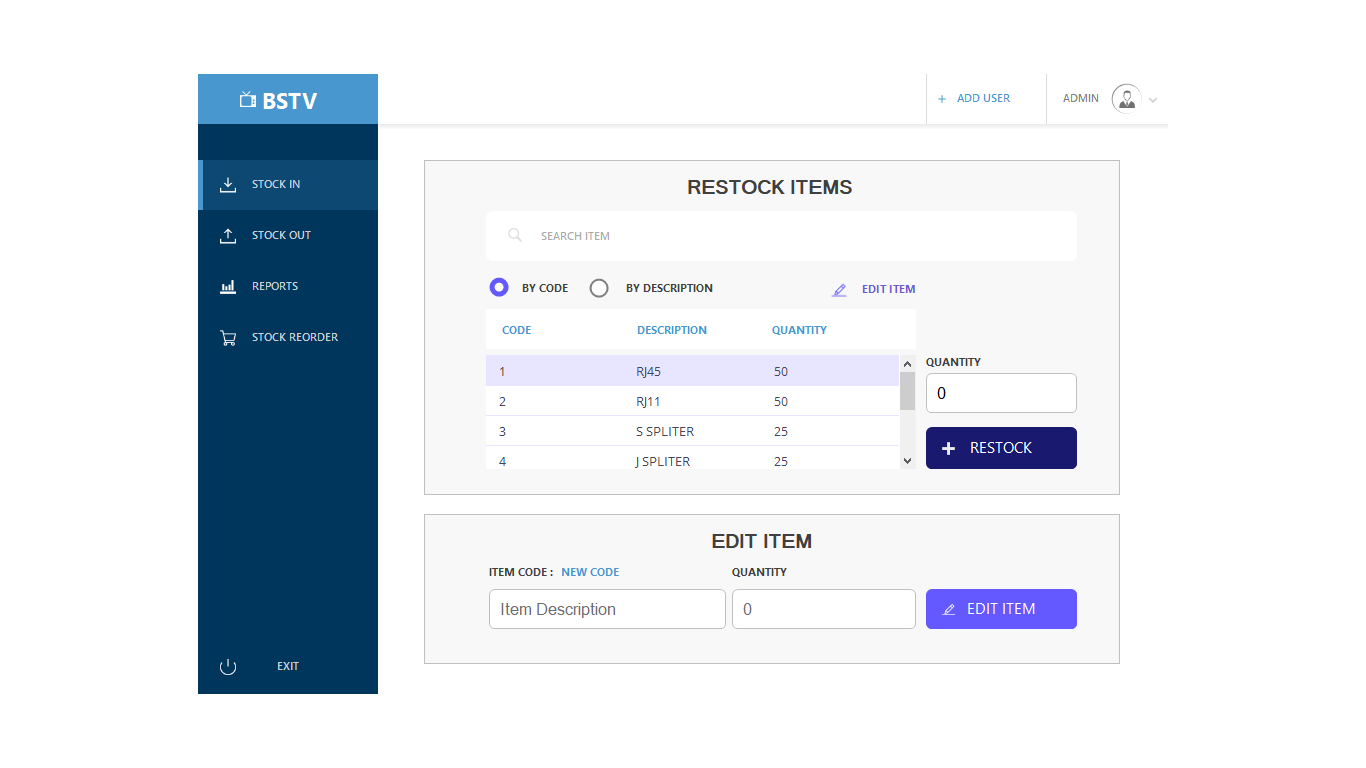 BSTV
ADD USER
ADMIN
STOCK IN
STOCK OUT
REPORTS
STOCK REORDER
EXIT
RESTOCK ITEMS
SEARCH ITEM
BY CODE BY DESCRIPTION EDIT ITEM
CODE DESCRIPTION QUANTITY
1 RJ45 50
2 RJ11 50
3 S SPLITER 25
4 J SPLITER 25
QUANTITY
0
RESTOCK
EDIT ITEM
ITEM CODE : NEW CODE QUANTITY
Item Description 0 EDIT ITEM